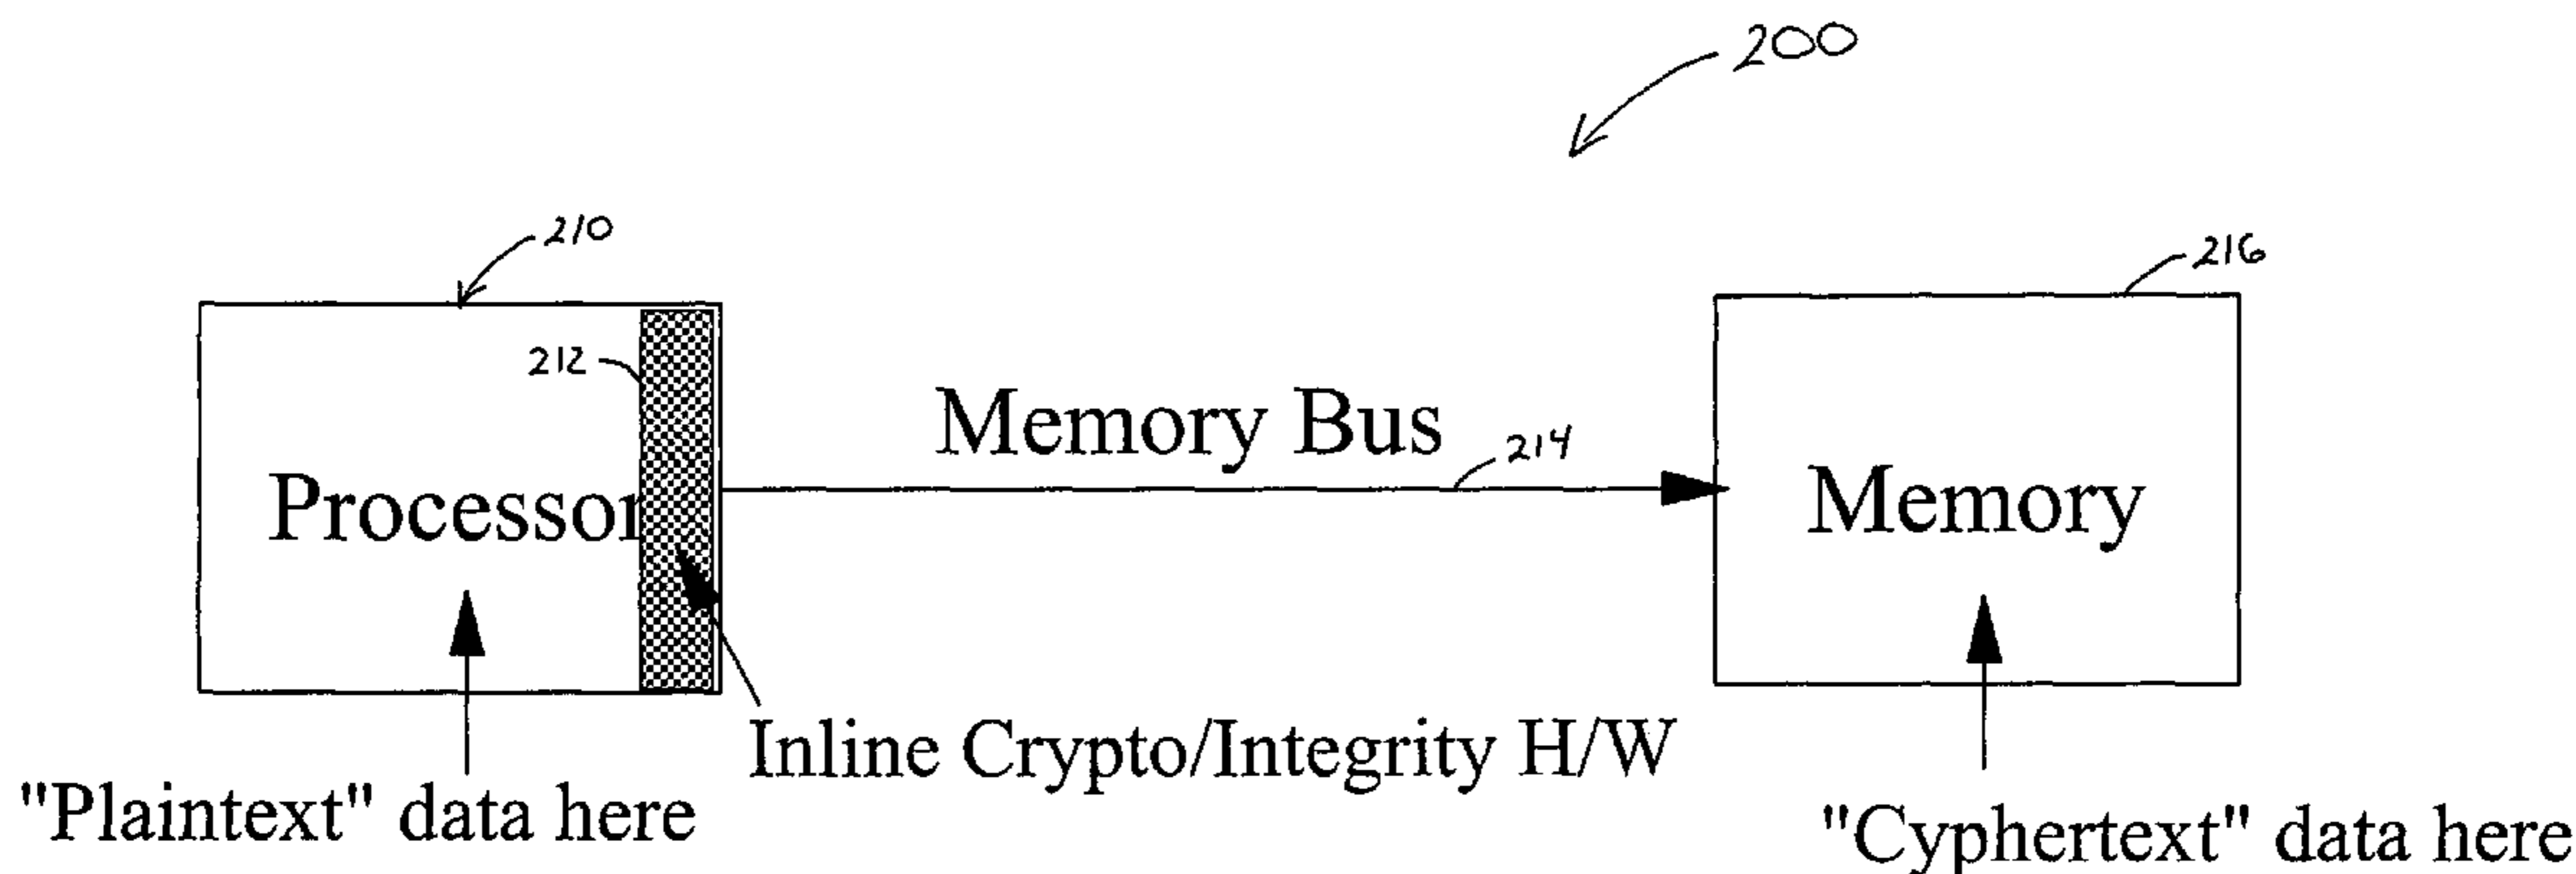 200
210
216
212
Memory Bus
214
Processor
Memory
Inline Crypto/Integrity H/W
"Plaintext" data here
"Cyphertext" data here